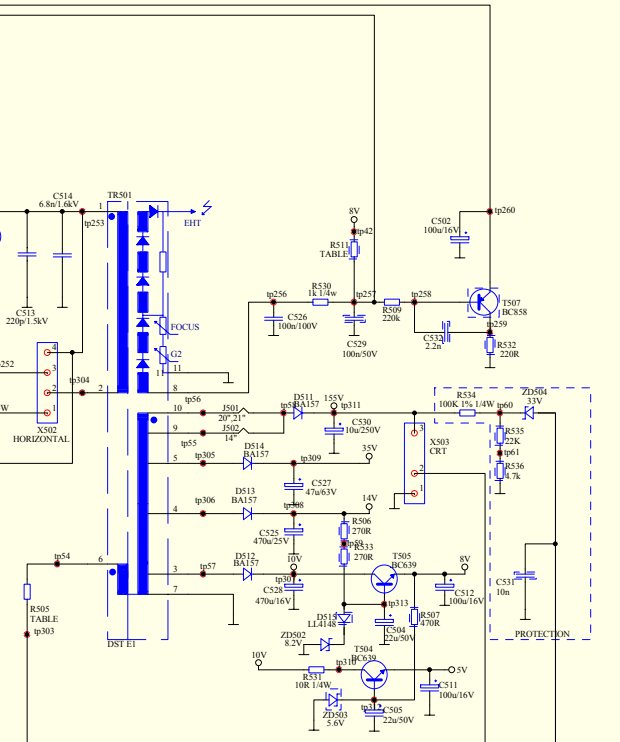 C514
6.8n/1.6kV
TR501
1
tp253
EHT
8V
tp42
R511
TABLE
C502
100u/16V
tp260
C513
220p/1.5kV
FOCUS
G2
11
11
8
tp256
R530
1k 1/4w
tp257
R509
220k
tp258
T507
BC858
tp259
C526
100n/100V
C529
100n/50V
C532
2.2n
R532
220R
252
4
3
2
1
W
X502
HORIZONTAL
tp304
2
tp56
10
J501
20",21"
D511
BA157
155V
tp311
R534
100K 1% 1/4W
tp60
ZD504
33V
9
tp55
J502
14"
C530
10u/250V
3
2
1
X503
CRT
R535
22K
tp61
R536
4.7k
5
tp305
D514
BA157
tp309
35V
C527
47u/63V
4
tp306
D513
BA157
tp308
14V
C525
470u/25V
R506
270R
tp59
R533
270R
6
tp54
3
tp57
D512
BA157
10V
T505
BC639
8V
C528
470u/16V
7
C512
100u/16V
C531
10n
R505
TABLE
tp303
D515
LL4148
tp313
R507
470R
C504
22u/50V
ZD502
8.2V
PROTECTION
DST E1
10V
R531
10R 1/4W
tp310
T504
BC639
5V
C511
100u/16V
ZD503
5.6V
C505
22u/50V